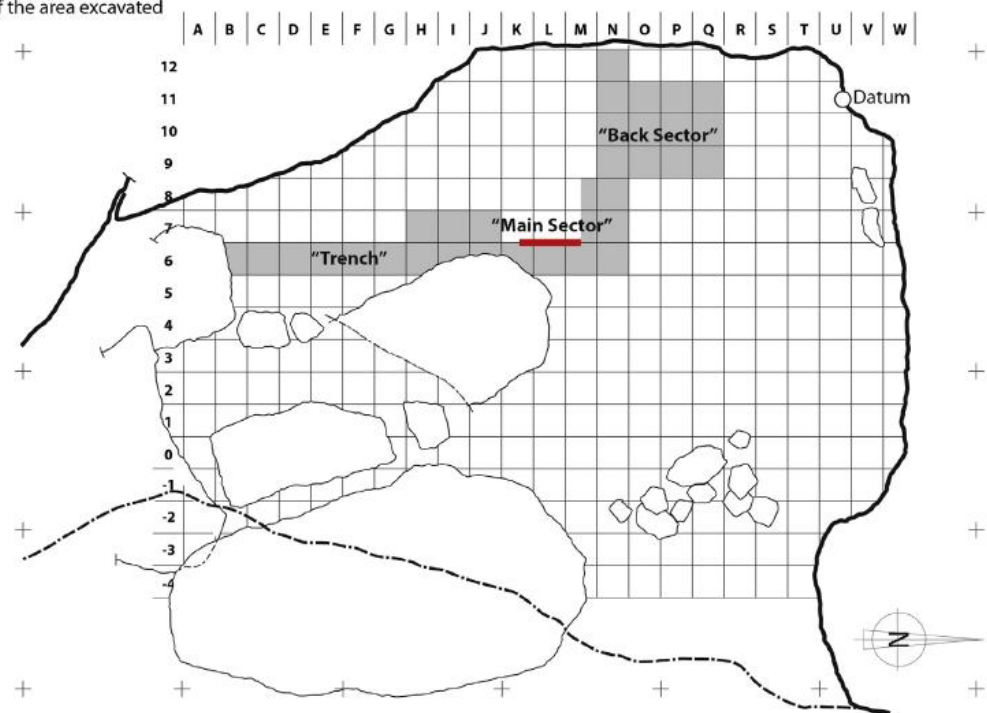 f the area excavated
A B C D E F G H I J K L M N O P Q R S T U V W
12
11
Datum
10
"Back Sector"
9
8
7
"Main Sector"
6
"Trench"
5
4
3
2
1
0
-1
-2
-3
-4
N